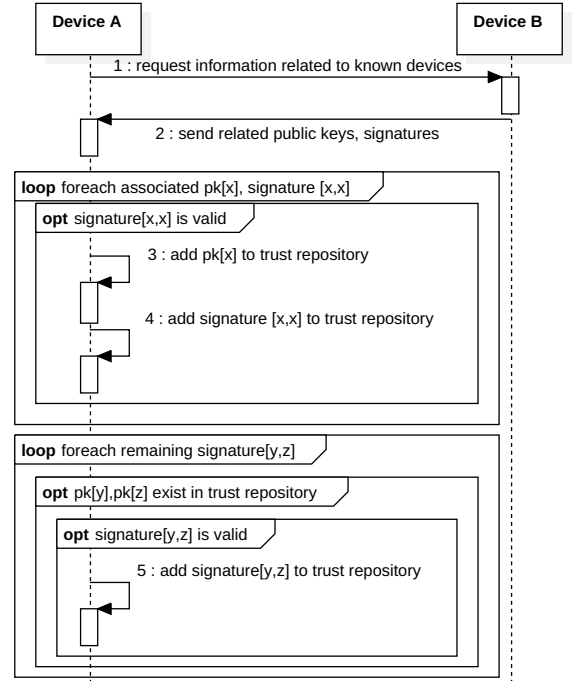 Device A
Device B
1 : request information related to known devices
2 : send related public keys, signatures
loop foreach associated pk[x], signature [x,x]
opt signature[x,x] is valid
3 : add pk[x] to trust repository
4 : add signature [x,x] to trust repository
loop foreach remaining signature[y,z]
opt pk[y],pk[z] exist in trust repository
opt signature[y,z] is valid
5 : add signature[y,z] to trust repository